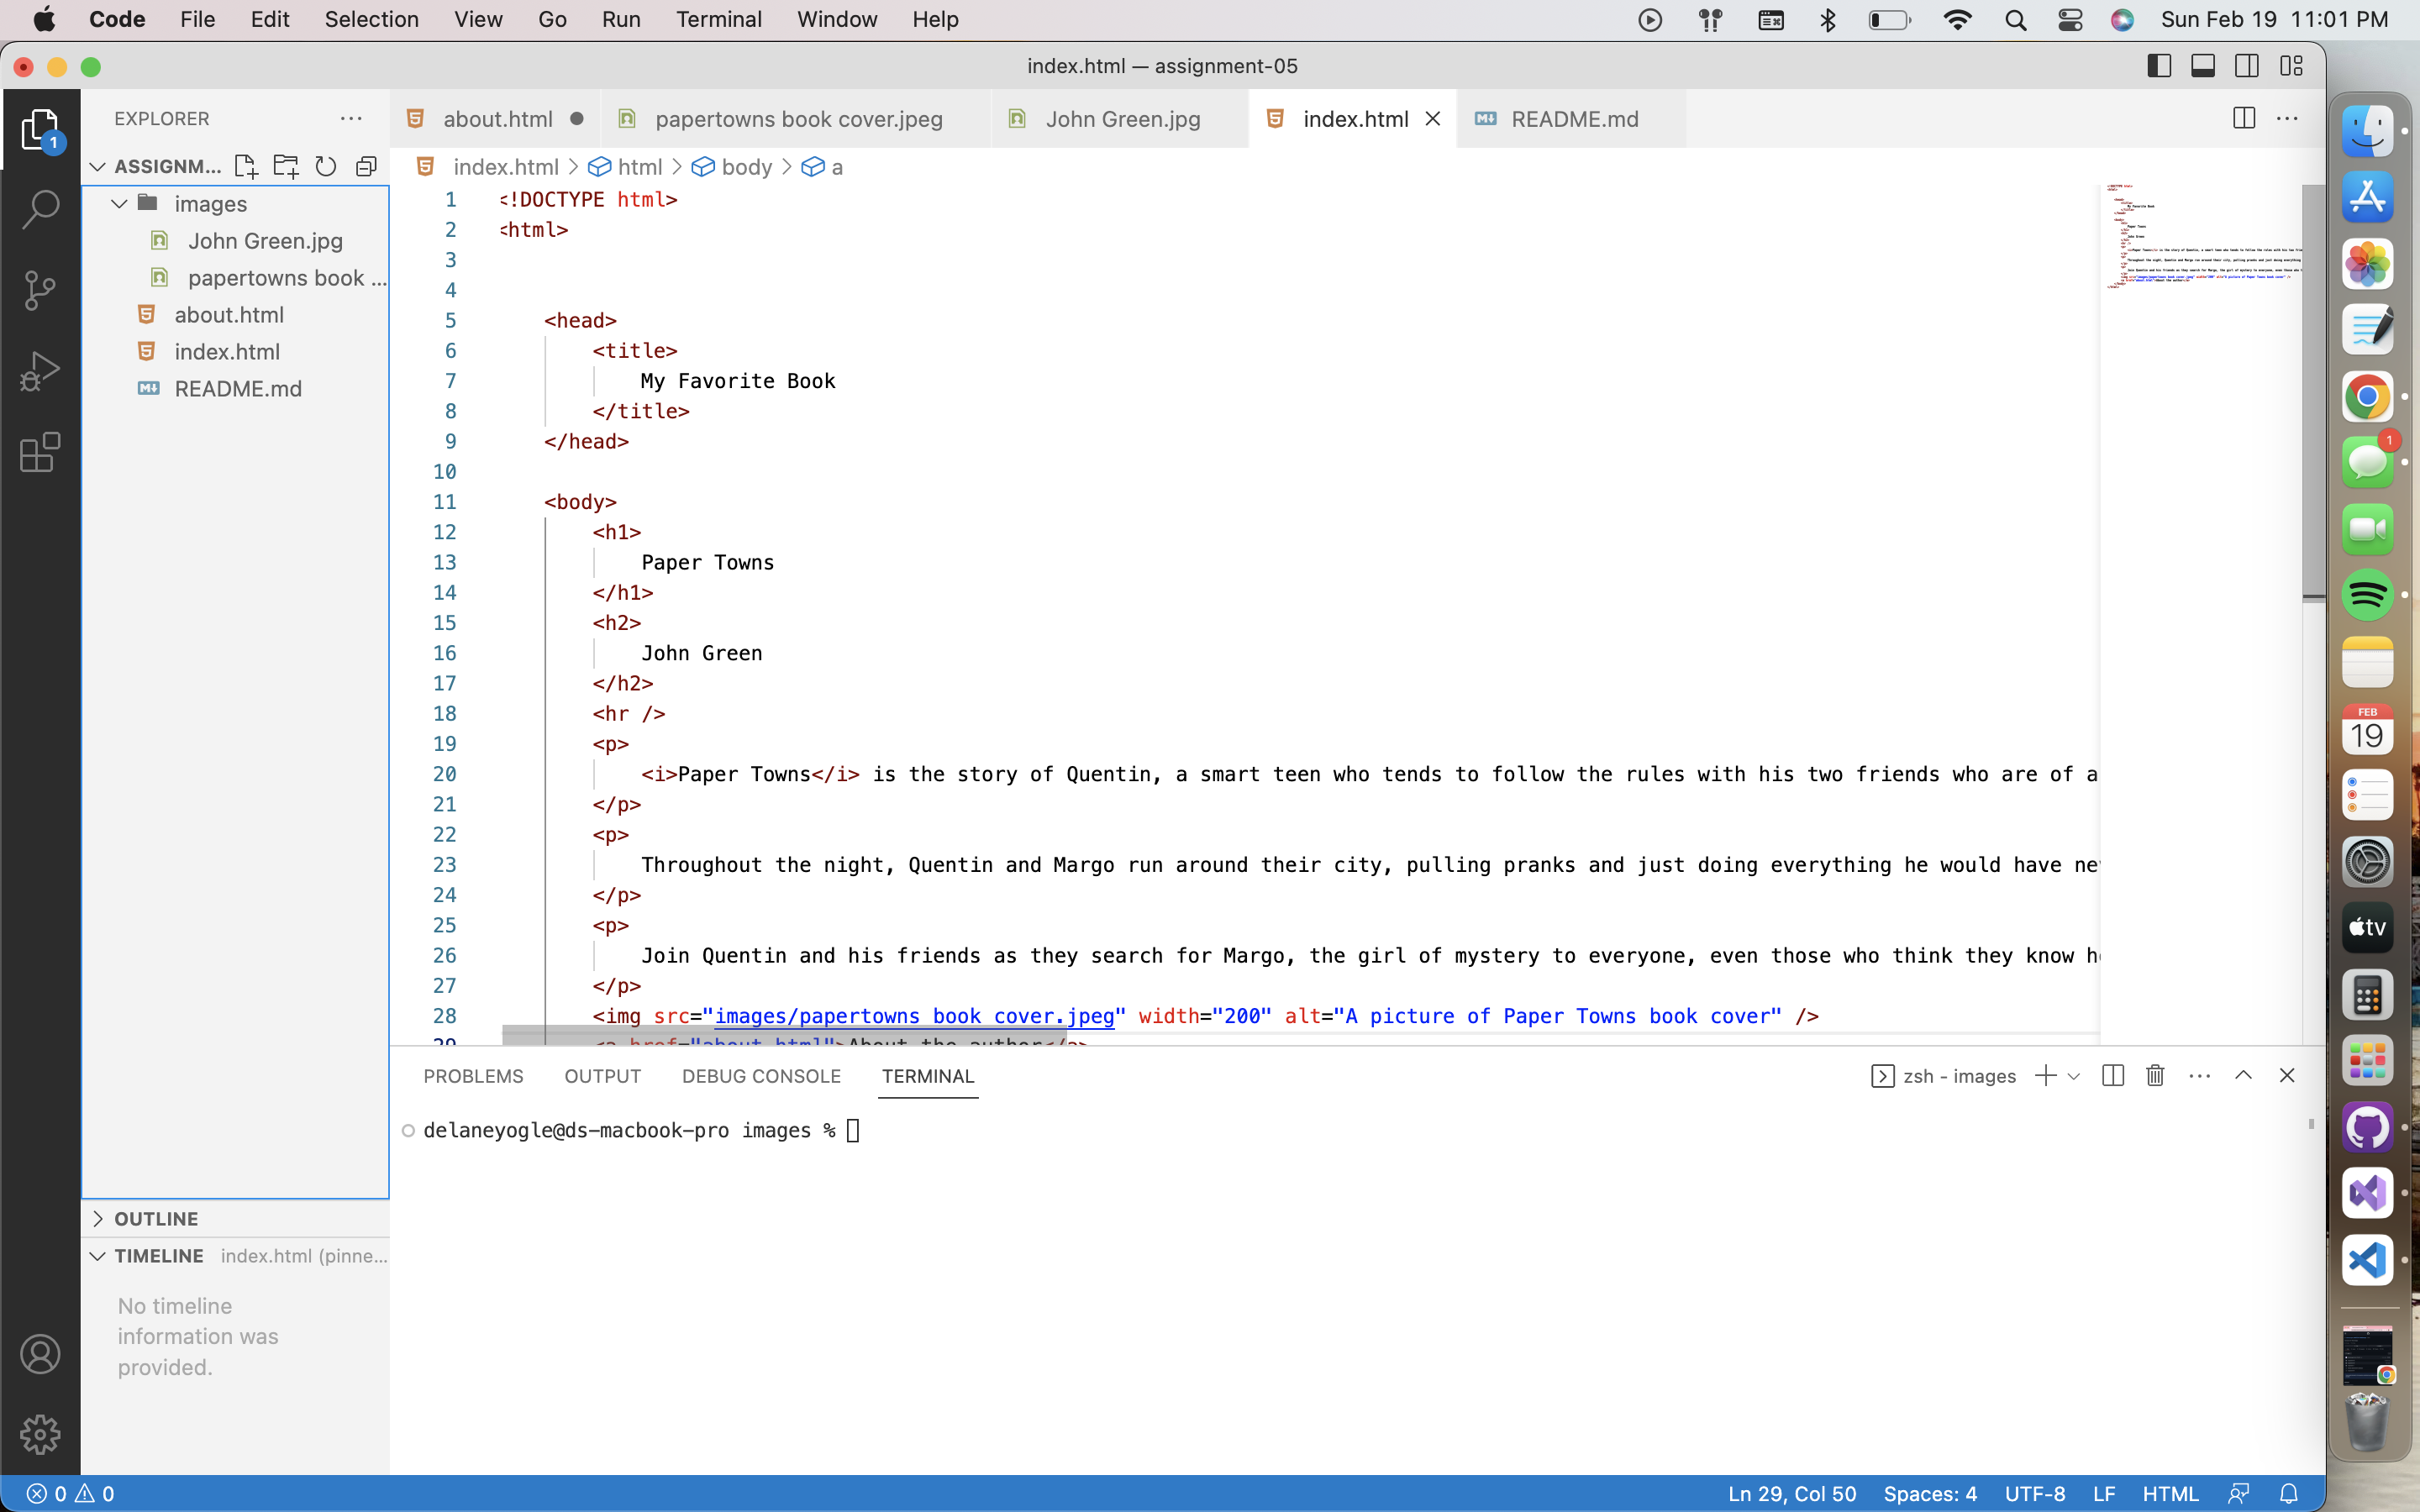 Code File Edit Selection View Go Run Terminal Window Help Sun Feb 19 11:01 PM
index.html — assignment-05
EXPLORER
about.html
papertowns book cover.jpeg
John Green.jpg
index.html
README.md
1
ASSIGNM...
index.html > html > body > a
images
John Green.jpg
papertowns book ...
about.html
index.html
README.md
1 <!DOCTYPE html>
2 <html>
3
4
5 <head>
6 <title>
7 My Favorite Book
8 </title>
9 </head>
10
11 <body>
12 <h1>
13 Paper Towns
14 </h1>
15 <h2>
16 John Green
17 </h2>
18 <hr />
19 <p>
20 <i>Paper Towns</i> is the story of Quentin, a smart teen who tends to follow the rules with his two friends who are of a
21 </p>
22 <p>
23 Throughout the night, Quentin and Margo run around their city, pulling pranks and just doing everything he would have ne
24 </p>
25 <p>
26 Join Quentin and his friends as they search for Margo, the girl of mystery to everyone, even those who think they know h
27 </p>
28 <img src="images/papertowns book cover.jpeg" width="200" alt="A picture of Paper Towns book cover" />
29 <a href="about.html">About the author</a>
PROBLEMS OUTPUT DEBUG CONSOLE TERMINAL zsh - images
delaneyogle@ds-macbook-pro images %
OUTLINE
TIMELINE index.html (pinne...
No timeline
information was
provided.
0 0 Ln 29, Col 50 Spaces: 4 UTF-8 LF HTML
1
FEB
19
tv